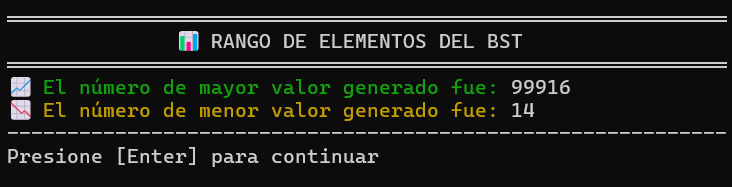 📊 RANGO DE ELEMENTOS DEL BST
📈 El número de mayor valor generado fue: 99916
📉 El número de menor valor generado fue: 14
------------------------------------------------------------
Presione [Enter] para continuar